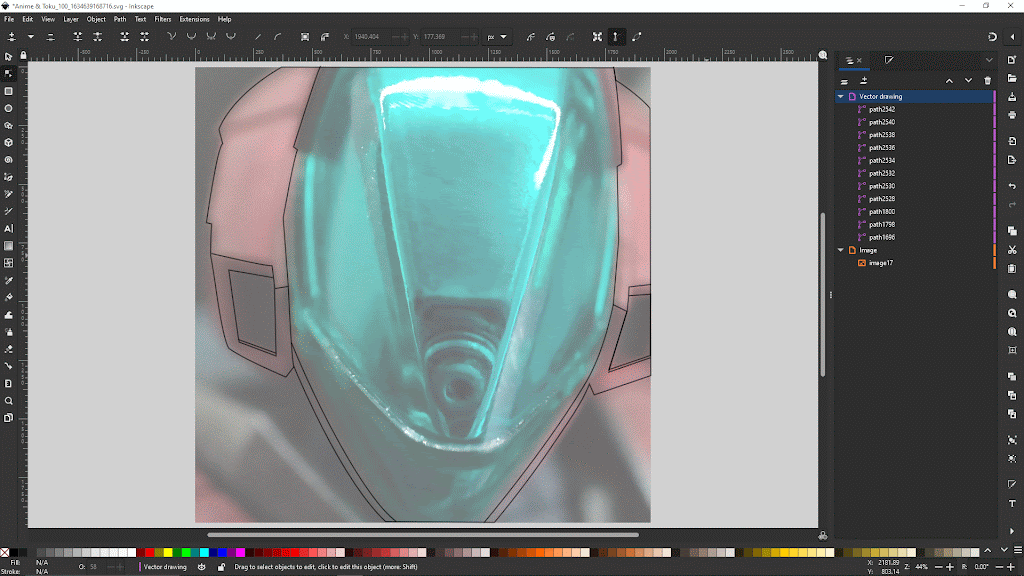 *Anime & Toku_100_1634639168716.svg - Inkscape
File Edit View Layer Object Path Text Filters Extensions Help
X: 1940.404 Y: 177.369 px
Vector drawing
path2542
path2540
path2538
path2536
path2534
path2532
path2530
path2528
path1800
path1798
path1696
Image
image17
Fill: N/A
Stroke: N/A
O: 58
Vector drawing
Drag to select objects to edit, click to edit this object (more: Shift)
X: 2181.89
Y: 803.14
Z: 44%
R: 0.00°